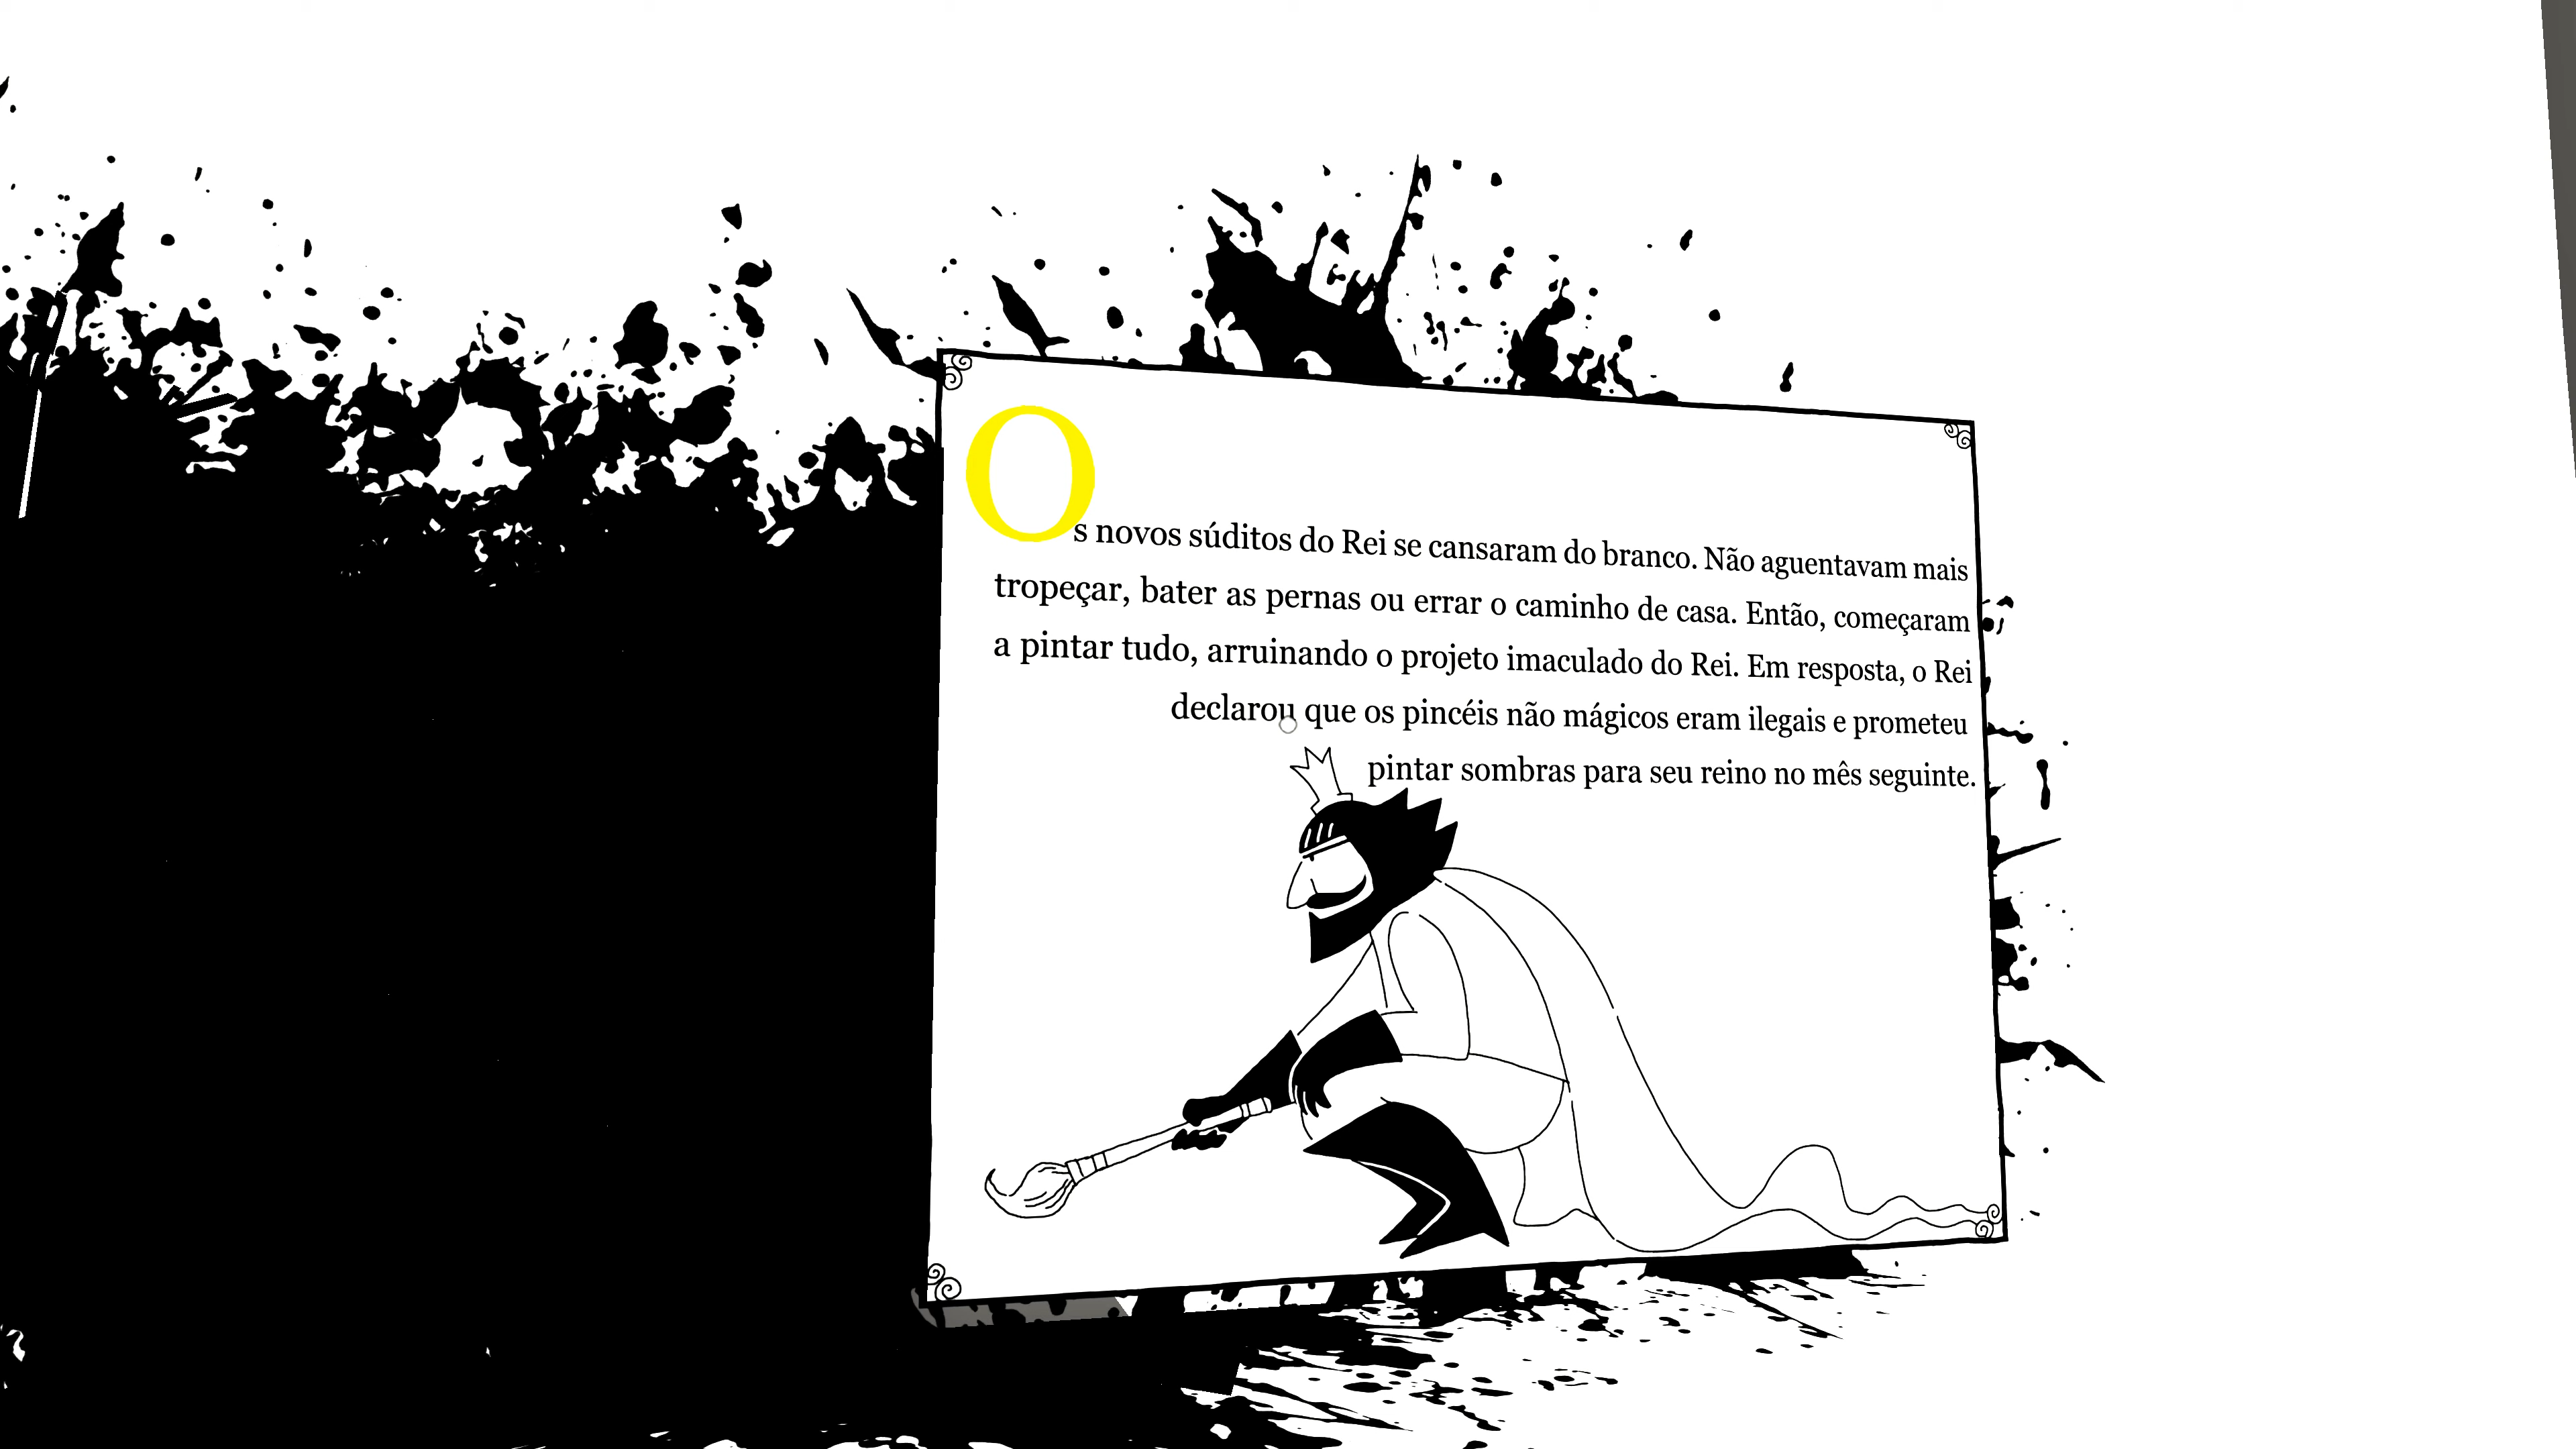 Os novos súditos do Rei se cansaram do branco. Não aguentavam mais
tropeçar, bater as pernas ou errar o caminho de casa. Então, começaram
a pintar tudo, arruinando o projeto imaculado do Rei. Em resposta, o Rei
declarou que os pincéis não mágicos eram ilegais e prometeu
pintar sombras para seu reino no mês seguinte.